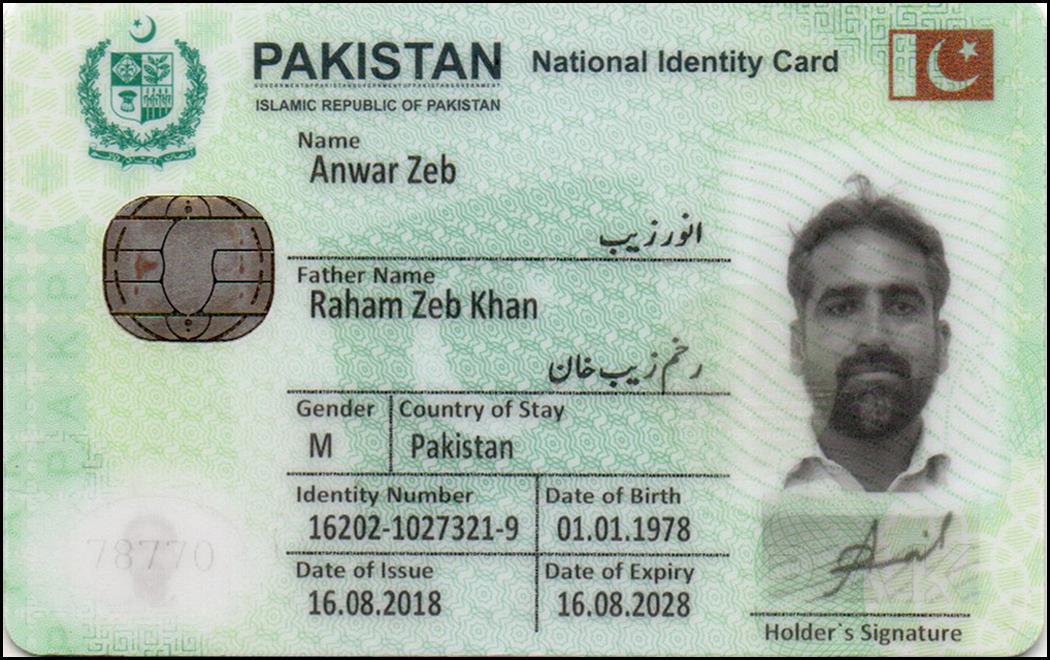 PAKISTAN National Identity Card
ISLAMIC REPUBLIC OF PAKISTAN
Name
Anwar Zeb
انور زیب
Father Name
Raham Zeb Khan
رحم زیب خان
Gender Country of Stay
M Pakistan
Identity Number Date of Birth
16202-1027321-9 01.01.1978
Date of Issue Date of Expiry
16.08.2018 16.08.2028
78770
Holder`s Signature